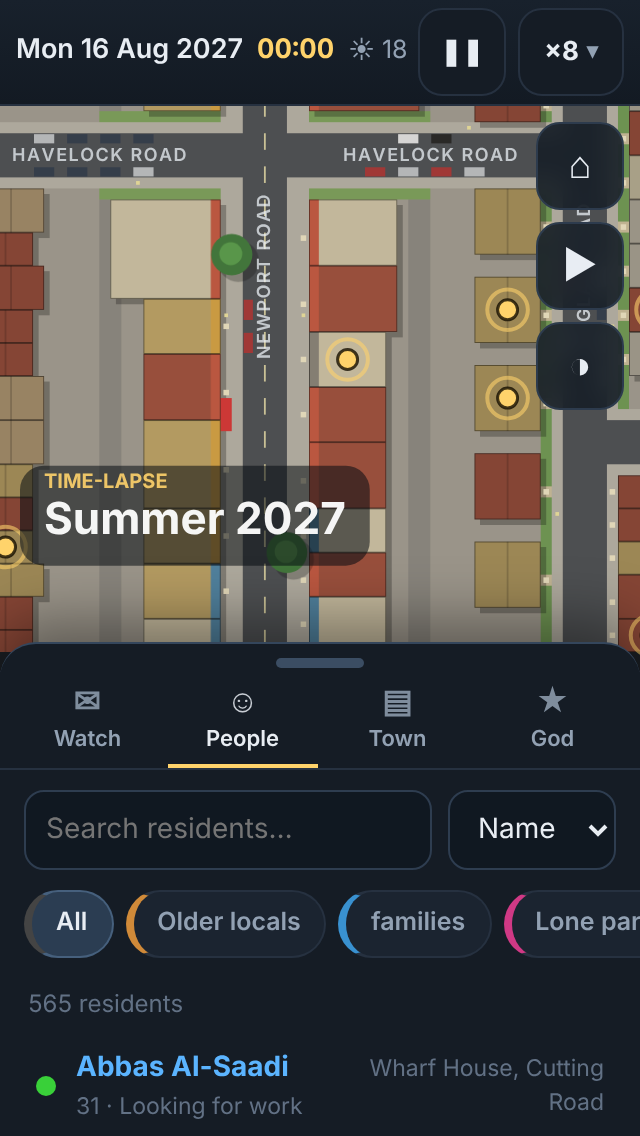 Mon 16 Aug 2027 00:00 18
×8
HAVELOCK ROAD
HAVELOCK ROAD
NEWPORT ROAD
TIME-LAPSE
Summer 2027
Watch
People
Town
God
Search residents...
Name
All
Older locals
families
Lone par
565 residents
Abbas Al-Saadi
31 · Looking for work
Wharf House, Cutting
Road